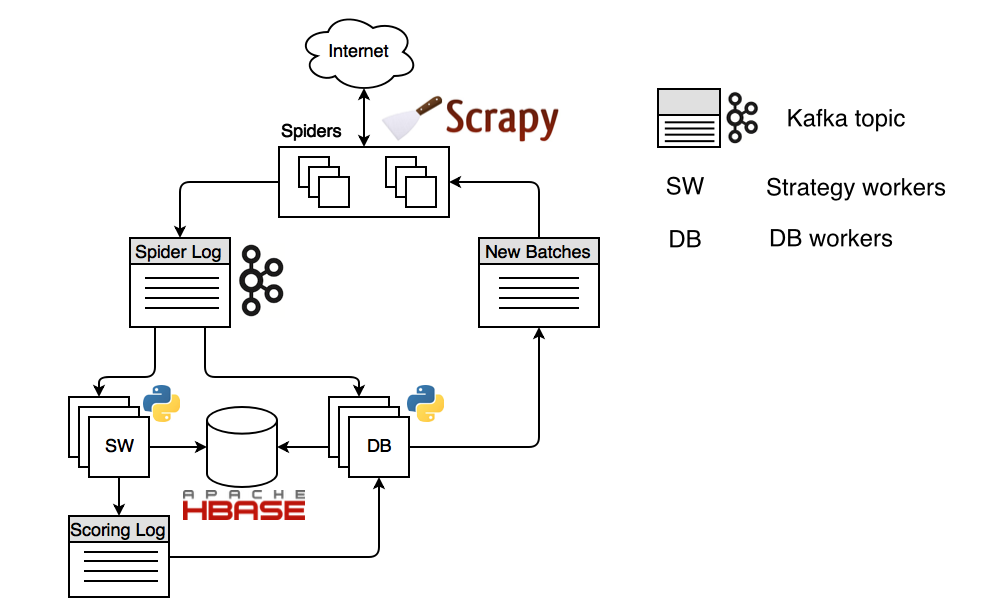 Internet
Scrapy
Spiders
Kafka topic
SW Strategy workers
DB DB workers
Spider Log
New Batches
SW
DB
APACHE
HBASE
Scoring Log